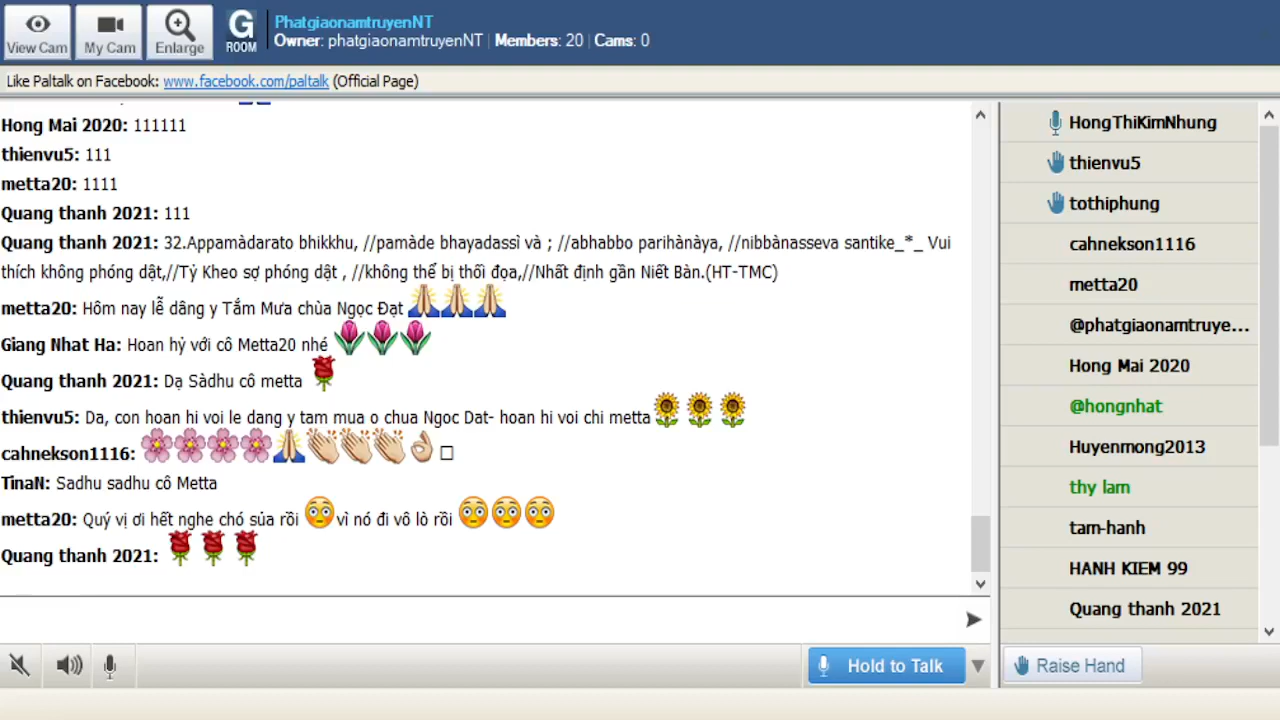 View Cam
My Cam
Enlarge
G
ROOM
PhatgiaonamtruyenNT
Owner: phatgiaonamtruyenNT | Members: 20 | Cams: 0
Like Paltalk on Facebook: www.facebook.com/paltalk (Official Page)
Hong Mai 2020: 111111
thienvu5: 111
metta20: 1111
Quang thanh 2021: 111
Quang thanh 2021: 32.Appamàdarato bhikkhu, //pamàde bhayadassì và ; //abhabbo parihànàya, //nibbànasseva santike_*_ Vui
thích không phóng dật,//Tỷ Kheo sợ phóng dật , //không thể bị thối đọa,//Nhất định gần Niết Bàn.(HT-TMC)
metta20: Hôm nay lễ dâng y Tắm Mưa chùa Ngọc Đạt 🙏🙏🙏
Giang Nhat Ha: Hoan hỷ với cô Metta20 nhé 🌷🌷🌷
Quang thanh 2021: Dạ Sàdhu cô metta 🌹
thienvu5: Da, con hoan hi voi le dang y tam mua o chua Ngoc Dat- hoan hi voi chi metta🌻🌻🌻
cahnekson1116: 🌸🌸🌸🌸🙏👏👏👏👌□
TinaN: Sadhu sadhu cô Metta
metta20: Quý vị ơi hết nghe chó sủa rồi 😳vì nó đi vô lò rồi 😳😳😳
Quang thanh 2021: 🌹🌹🌹
Hold to Talk
HongThiKimNhung
thienvu5
tothiphung
cahnekson1116
metta20
@phatgiaonamtruye...
Hong Mai 2020
@hongnhat
Huyenmong2013
thy lam
tam-hanh
HANH KIEM 99
Quang thanh 2021
Raise Hand